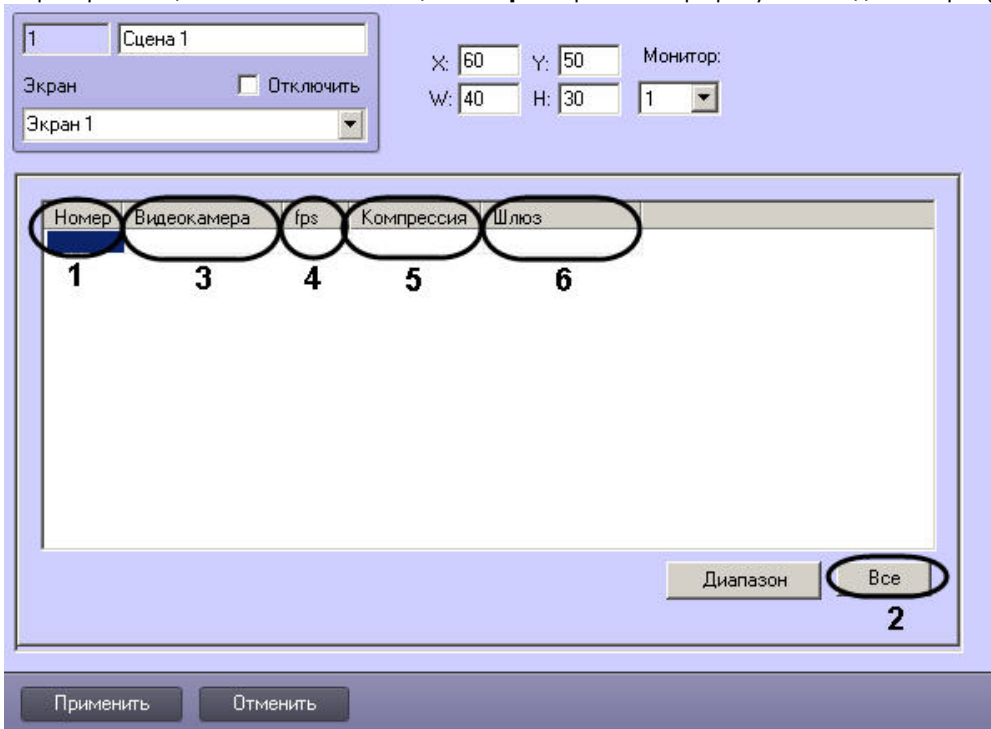 1 Сцена 1
Экран Отключить
Экран 1
X: 60 Y: 50 Монитор:
W: 40 H: 30 1
Номер Видеокамера fps Компрессия Шлюз
1 3 4 5 6
Диапазон Все
2
Применить Отменить